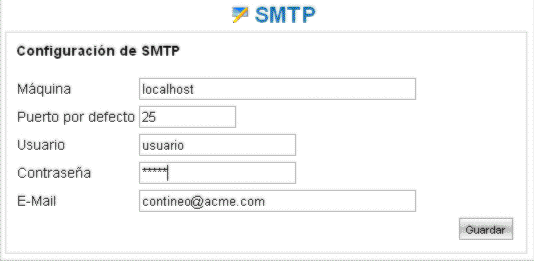 SMTP
Configuración de SMTP
Máquina localhost
Puerto por defecto 25
Usuario usuario
Contraseña *****
E-Mail contineo@acme.com
Guardar